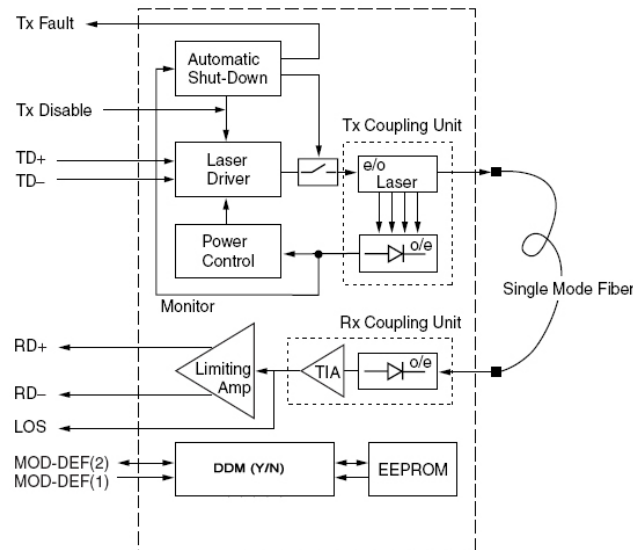 Tx Fault
Automatic
Shut-Down
Tx Disable
Tx Coupling Unit
TD+
TD–
Laser
Driver
e/o
Laser
Power
Control
o/e
Monitor
Single Mode Fiber
Rx Coupling Unit
RD+
RD–
Limiting
Amp
TIA
o/e
LOS
MOD-DEF(2)
MOD-DEF(1)
DDM (Y/N)
EEPROM